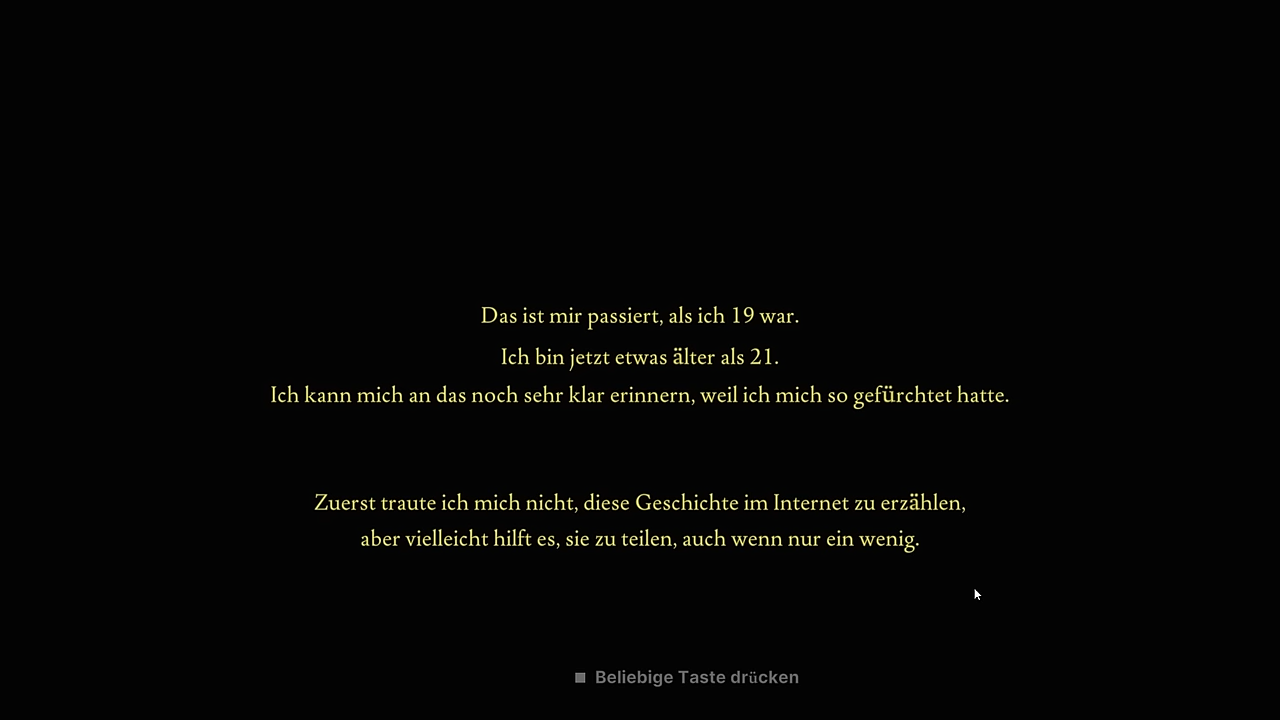 Das ist mir passiert, als ich 19 war.
Ich bin jetzt etwas älter als 21.
Ich kann mich an das noch sehr klar erinnern, weil ich mich so gefürchtet hatte.
Zuerst traute ich mich nicht, diese Geschichte im Internet zu erzählen,
aber vielleicht hilft es, sie zu teilen, auch wenn nur ein wenig.
Beliebige Taste drücken